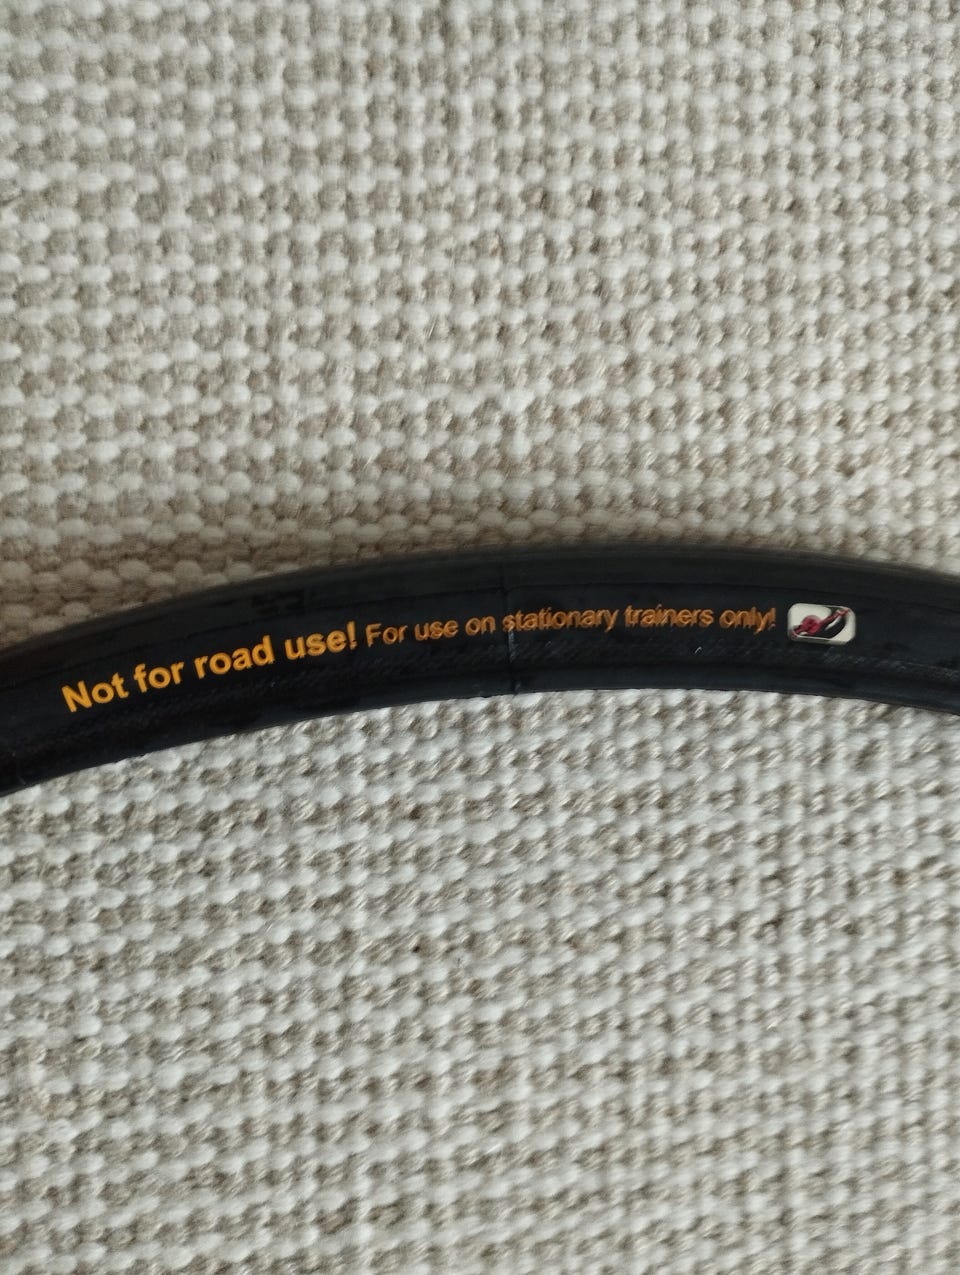 Not for road use! For use on stationary trainers only!